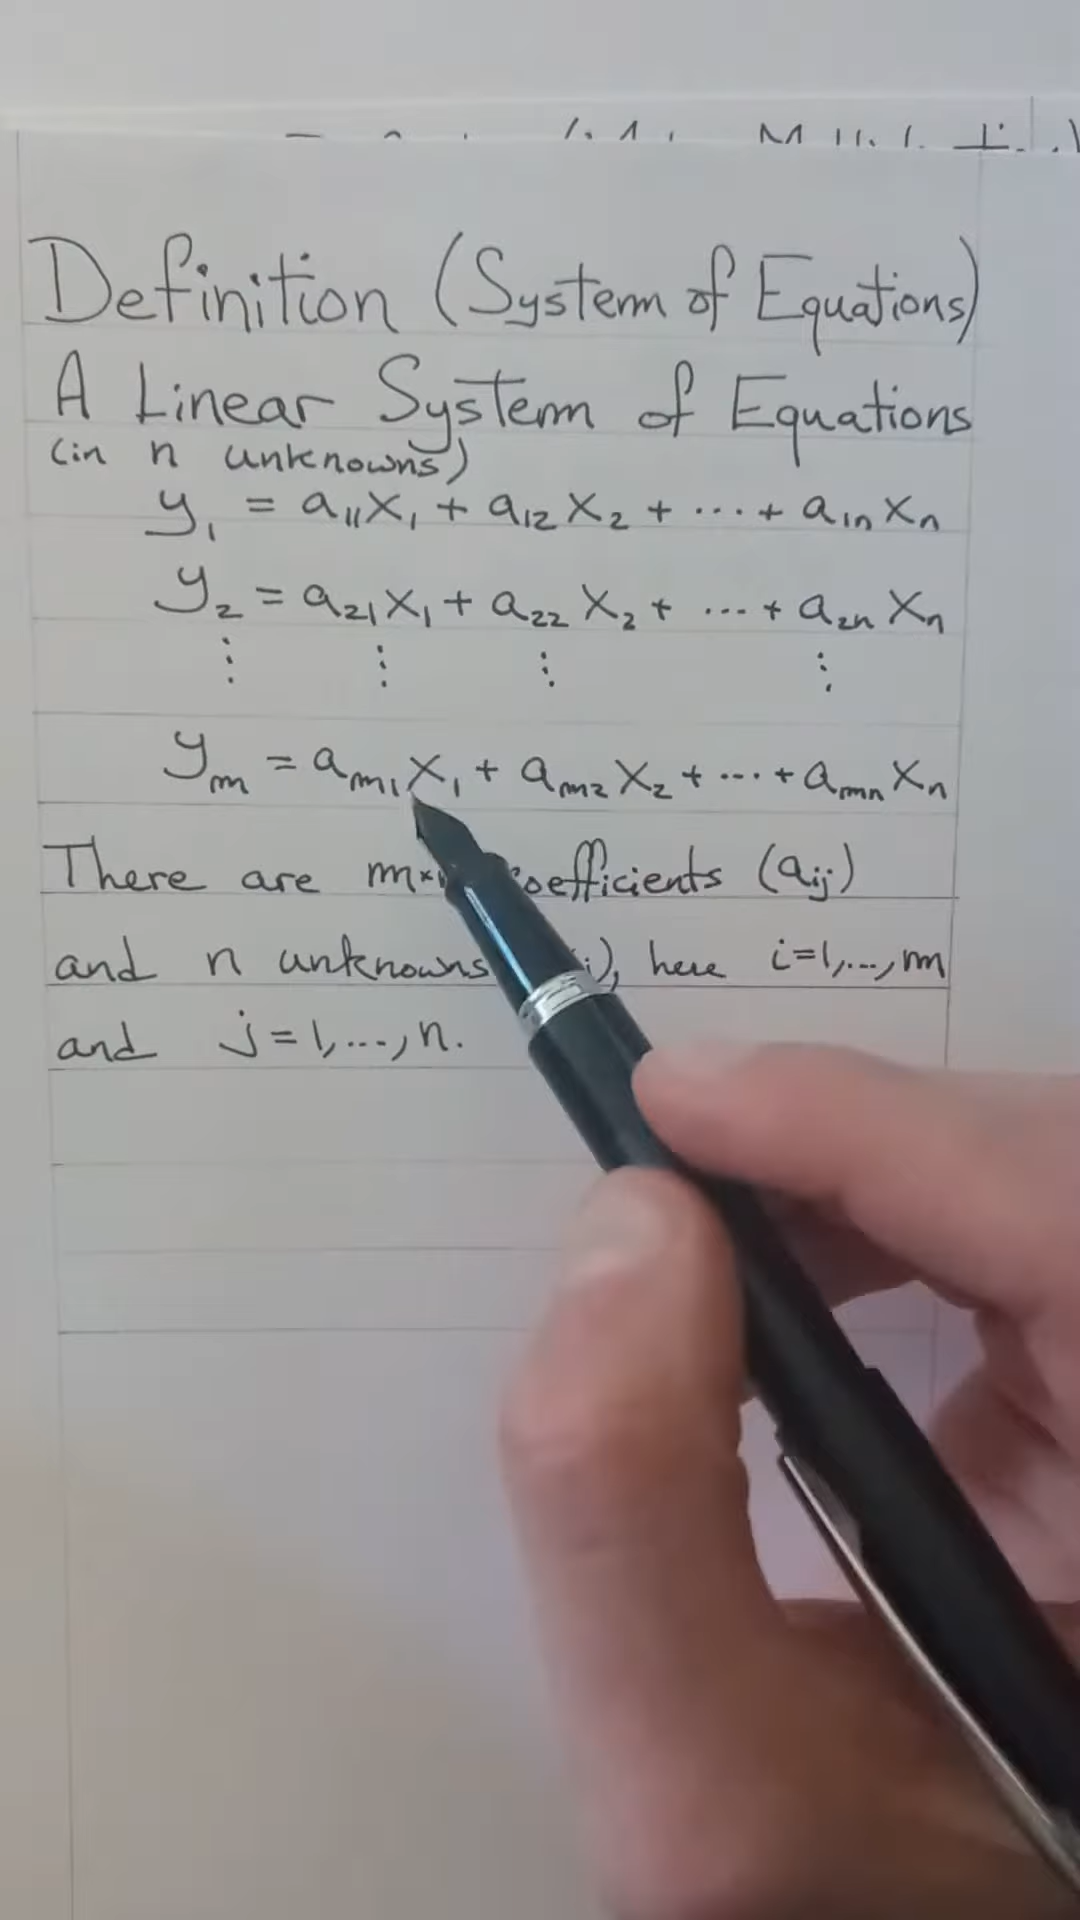 Definition (System of Equations)
A Linear System of Equations
(in n unknowns)
y₁ = a₁₁x₁ + a₁₂x₂ + ... + a₁ₙxₙ
y₂ = a₂₁x₁ + a₂₂x₂ + ... + a₂ₙxₙ
⋮ ⋮ ⋮ ⋮
yₘ = aₘ₁x₁ + aₘ₂x₂ + ... + aₘₙxₙ
There are coefficients (aᵢⱼ)
and n unknowns , here i=1,...,m
and j=1,...,n.